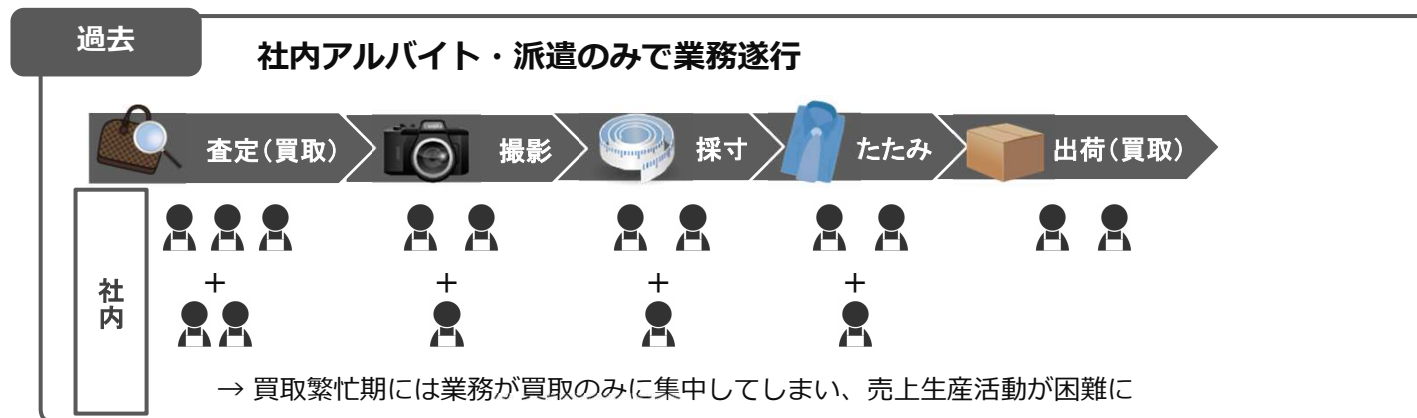 過去
社内アルバイト・派遣のみで業務遂行
査定(買取)
撮影
採寸
たたみ
出荷(買取)
社内
+
+
+
+
→ 買取繁忙期には業務が買取のみに集中してしまい、売上生産活動が困難に